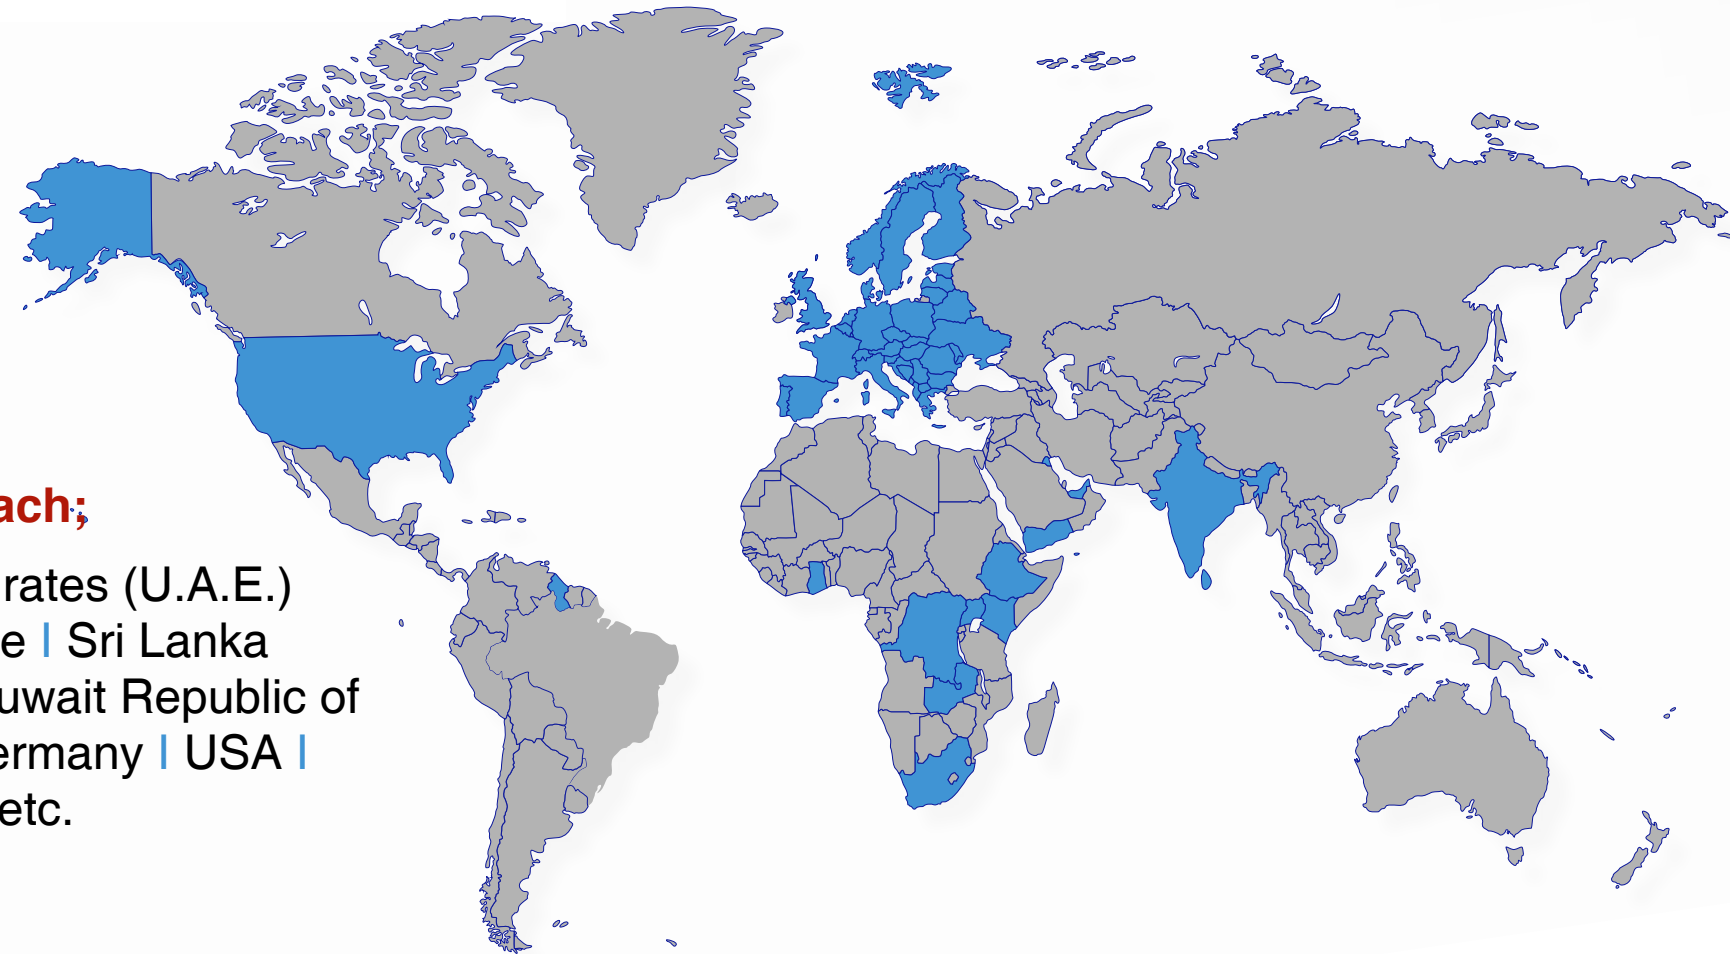 ach;
rates (U.A.E.)
e | Sri Lanka
uwait Republic of
ermany | USA |
etc.